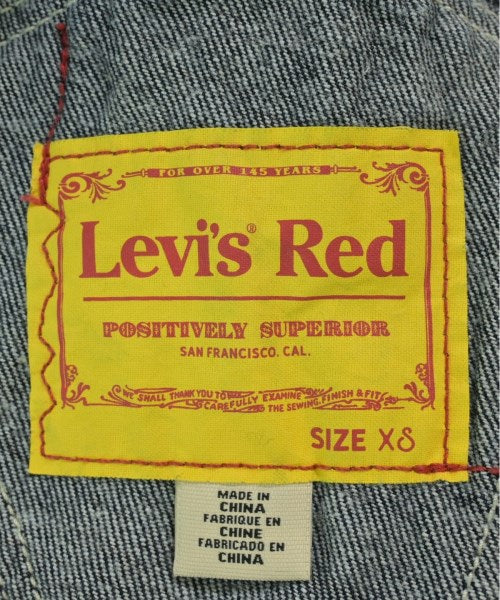 FOR OVER 145 YEARS
Levi's® Red
POSITIVELY SUPERIOR
SAN FRANCISCO. CAL.
WE SHALL THANK YOU TO
CAREFULLY EXAMINE
THE SEWING, FINISH & FIT
SIZE XS
MADE IN
CHINA
FABRIQUE EN
CHINE
FABRICADO EN
CHINA